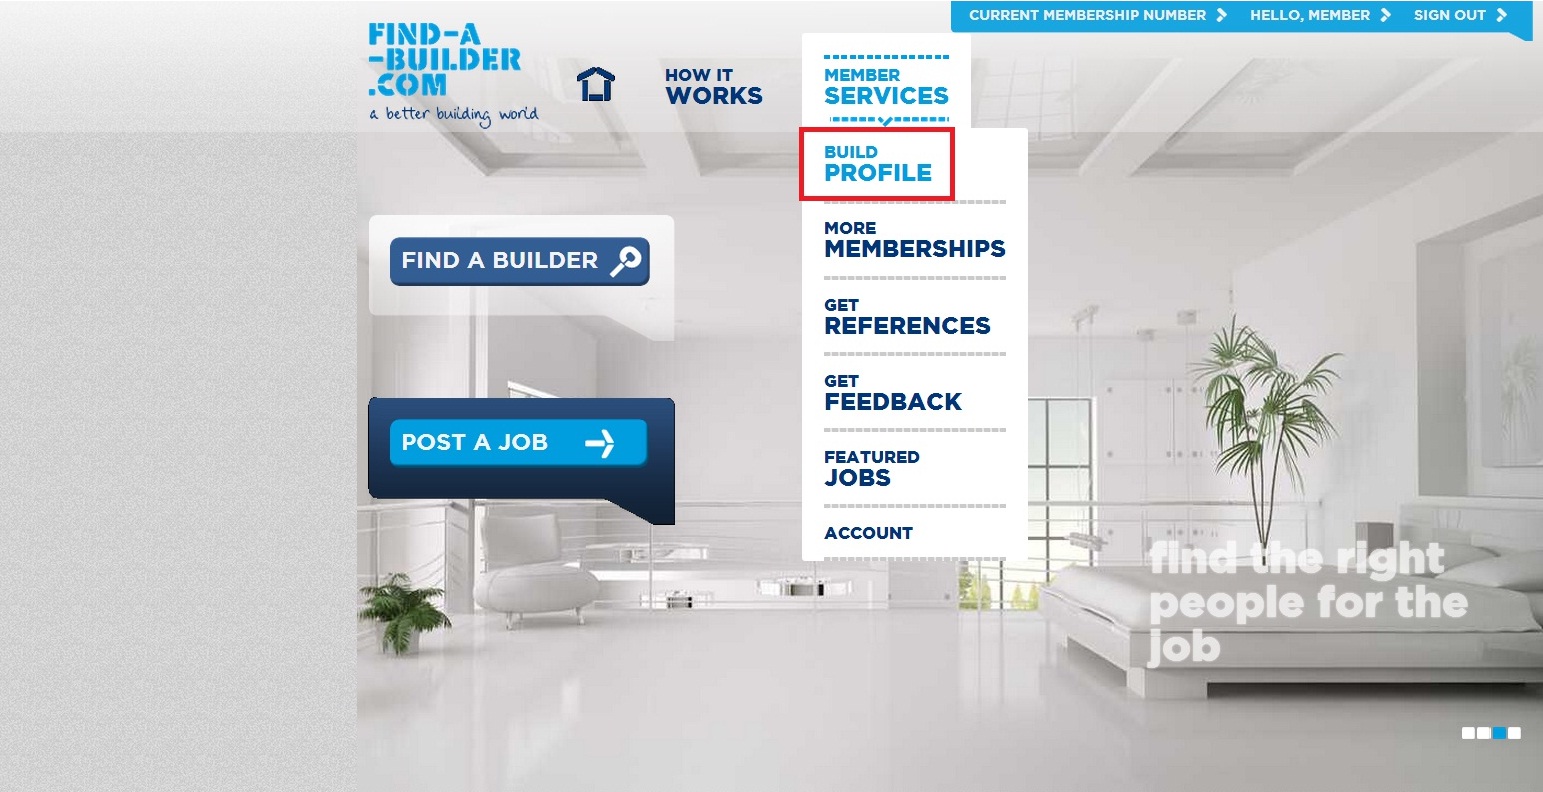 CURRENT MEMBERSHIP NUMBER
HELLO, MEMBER
SIGN OUT
FIND-A
-BUILDER
.COM
a better building world
HOW IT
WORKS
MEMBER
SERVICES
BUILD
PROFILE
MORE
MEMBERSHIPS
GET
REFERENCES
GET
FEEDBACK
FEATURED
JOBS
ACCOUNT
FIND A BUILDER
POST A JOB
find the right
people for the
job